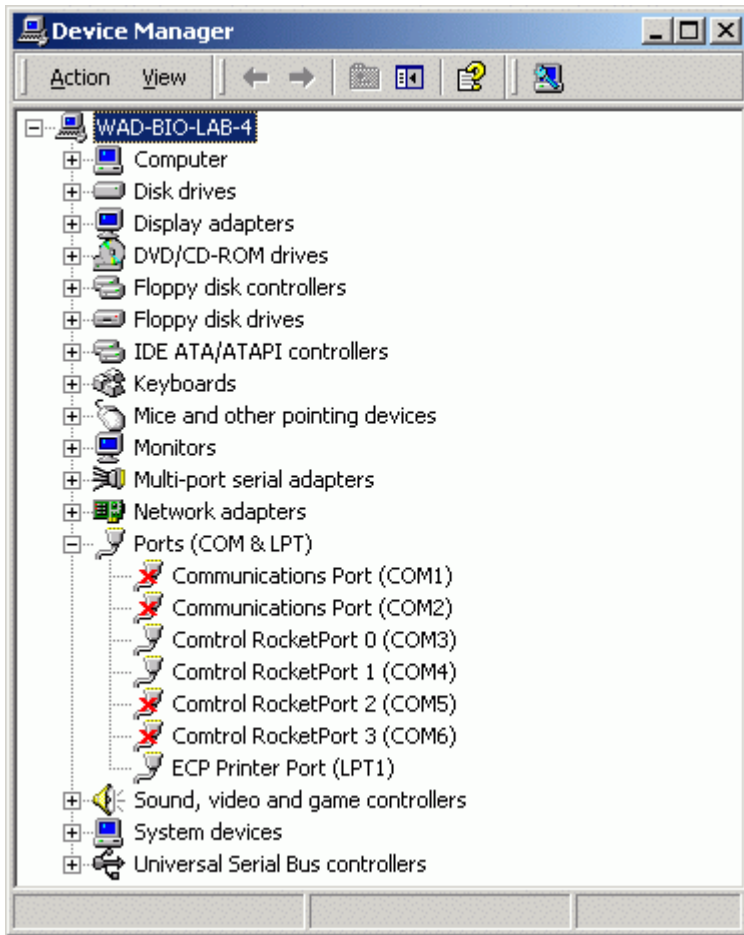 Device Manager
Action View
WAD-BIO-LAB-4
Computer
Disk drives
Display adapters
DVD/CD-ROM drives
Floppy disk controllers
Floppy disk drives
IDE ATA/ATAPI controllers
Keyboards
Mice and other pointing devices
Monitors
Multi-port serial adapters
Network adapters
Ports (COM & LPT)
Communications Port (COM1)
Communications Port (COM2)
Comtrol RocketPort 0 (COM3)
Comtrol RocketPort 1 (COM4)
Comtrol RocketPort 2 (COM5)
Comtrol RocketPort 3 (COM6)
ECP Printer Port (LPT1)
Sound, video and game controllers
System devices
Universal Serial Bus controllers